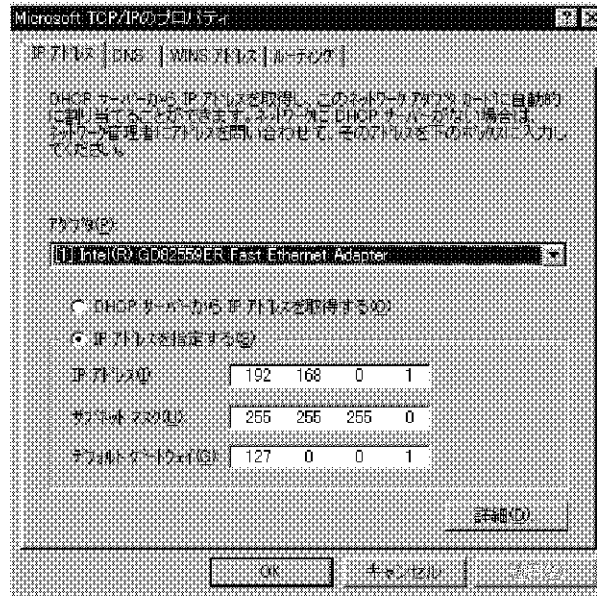 Microsoft TCP/IPのプロパティ
IP アドレス
DNS
WINS アドレス
ルーティング
DHCP サーバーから IP アドレスを取得し、このネットワーク アダプタ カードに自動的
に割り当てることができます。ネットワークに DHCP サーバーがない場合は、
ネットワーク管理者にアドレスを問い合わせて、そのアドレスを下のボックスに入力し
てください。
アダプタ(P):
[1] Intel(R) GD82559ER Fast Ethernet Adapter
DHCP サーバーから IP アドレスを取得する(O)
IP アドレスを指定する(S)
IP アドレス(I): 192 168 0 1
サブネット マスク(U): 255 255 255 0
デフォルト ゲートウェイ(G): 127 0 0 1
詳細(D)...
OK
キャンセル